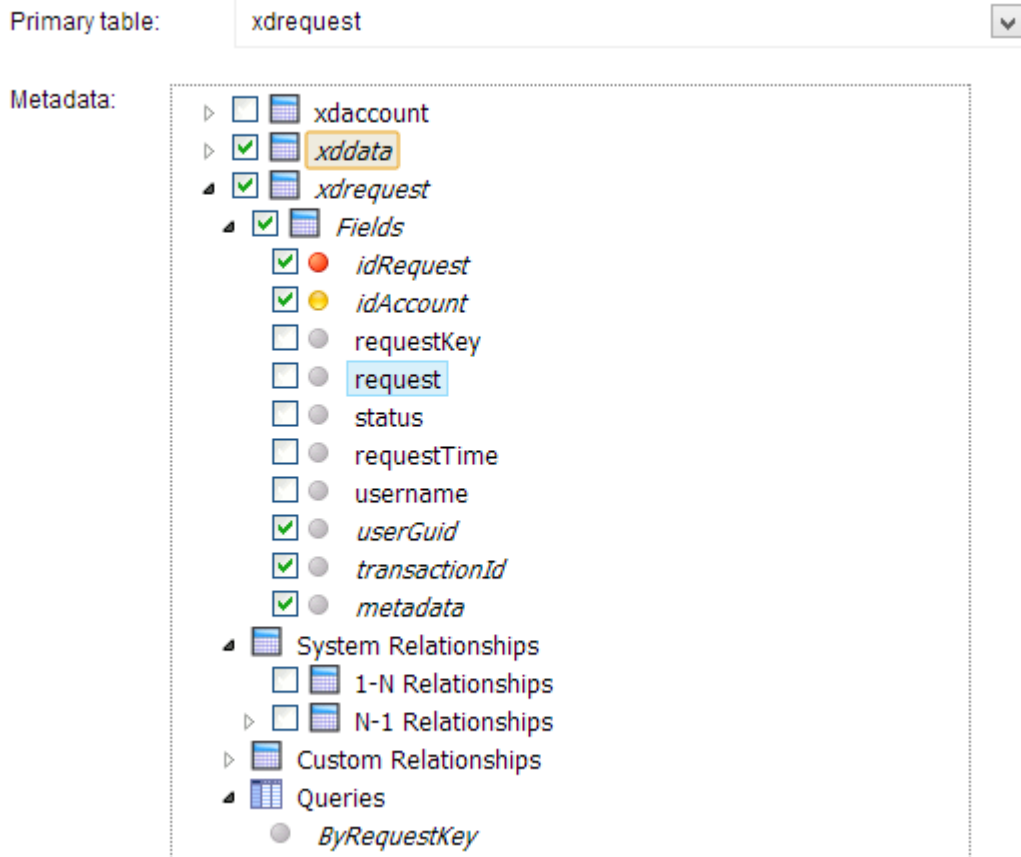 Primary table: xdrequest
Metadata:
xdaccount
xddata
xdrequest
Fields
idRequest
idAccount
requestKey
request
status
requestTime
username
userGuid
transactionId
metadata
System Relationships
1-N Relationships
N-1 Relationships
Custom Relationships
Queries
ByRequestKey